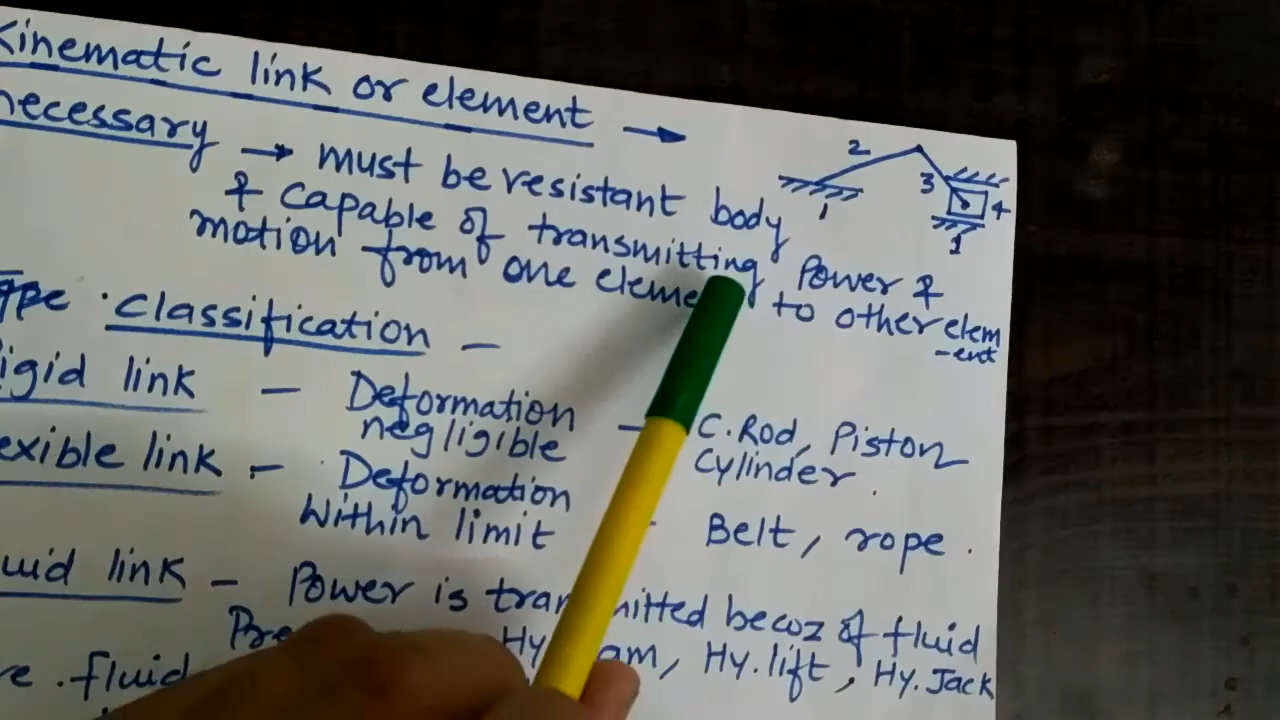 Kinematic link or element →
necessary → must be resistant body
& capable of transmitting Power &
motion from one eleme to other elem
-ent
Type classification -
igid link - Deformation - C. Rod, Piston
negligible Cylinder.
exible link - Deformation - Belt, rope.
within limit
uid link - Power is tran mitted becoz of fluid
Pre Hy am, Hy. lift, Hy. Jack
re. fluid
2
3
4
1
1